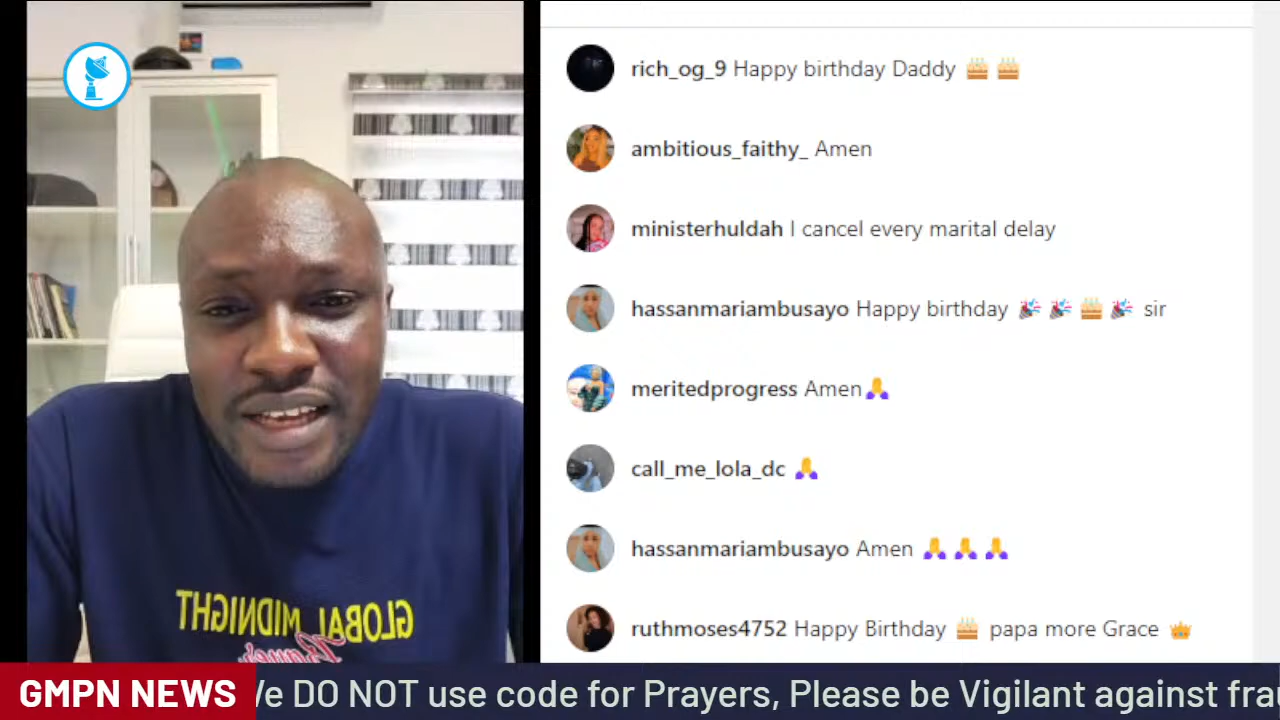 rich_og_9 Happy birthday Daddy 🎂 🎂
ambitious_faithy_ Amen
ministerhuldah I cancel every marital delay
hassanmariambusayo Happy birthday 🎉 🎉 🎂 🎉 sir
meritedprogress Amen🙏
call_me_lola_dc 🙏
hassanmariambusayo Amen 🙏 🙏 🙏
ruthmoses4752 Happy Birthday 🎂 papa more Grace 👑
GLOBAL MIDNIGHT
GMPN NEWS
DO NOT use code for Prayers, Please be Vigilant against